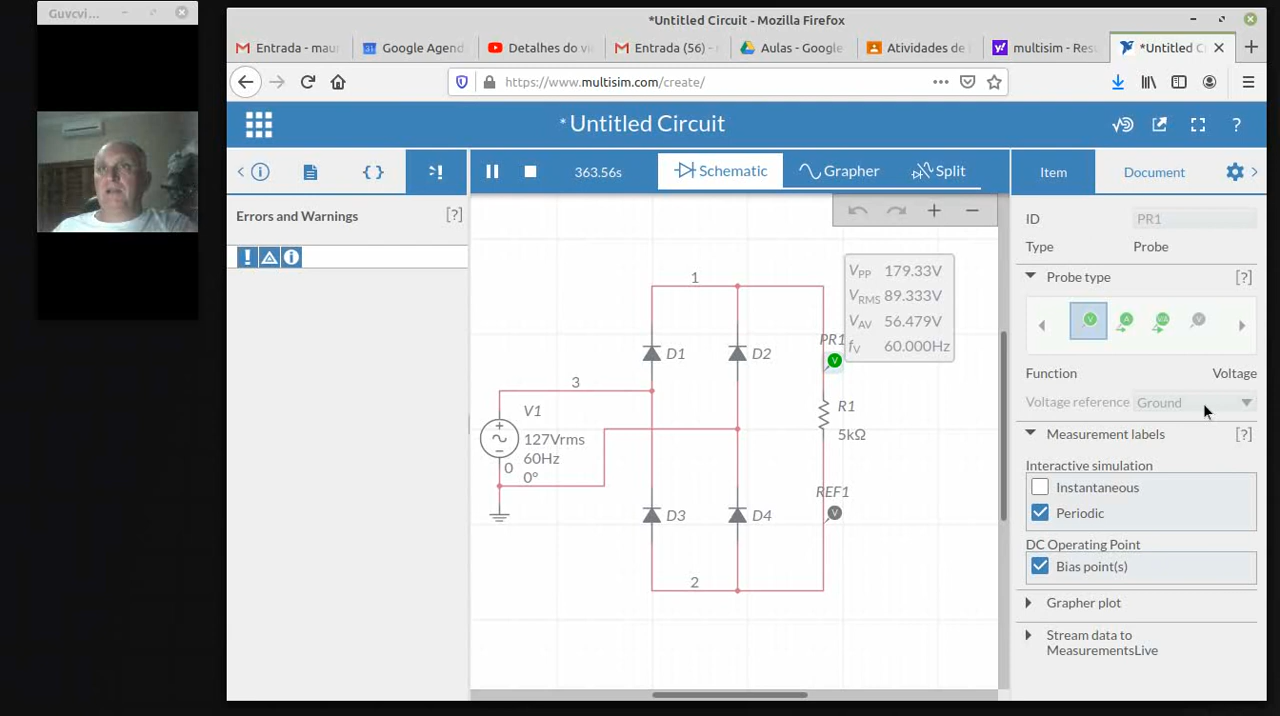 Guvcvi...
*Untitled Circuit - Mozilla Firefox
Entrada - mau
Google Agend
Detalhes do v
Entrada (56) -
Aulas - Google
Atividades de
multisim - Res
*Untitled C
https://www.multisim.com/create/
*Untitled Circuit
?
363.56s
Schematic
Grapher
Split
Item
Document
Errors and Warnings
[?]
ID
PR1
Type
Probe
Probe type
[?]
V
A
VA
V
Function
Voltage
Voltage reference
Ground
Measurement labels
[?]
Interactive simulation
Instantaneous
Periodic
DC Operating Point
Bias point(s)
Grapher plot
Stream data to
MeasurementsLive
1
VPP 179.33V
VRMS 89.333V
VAV 56.479V
fV 60.000Hz
PR1
V
D1
D2
3
V1
127Vrms
60Hz
0°
0
R1
5kΩ
REF1
V
D3
D4
2